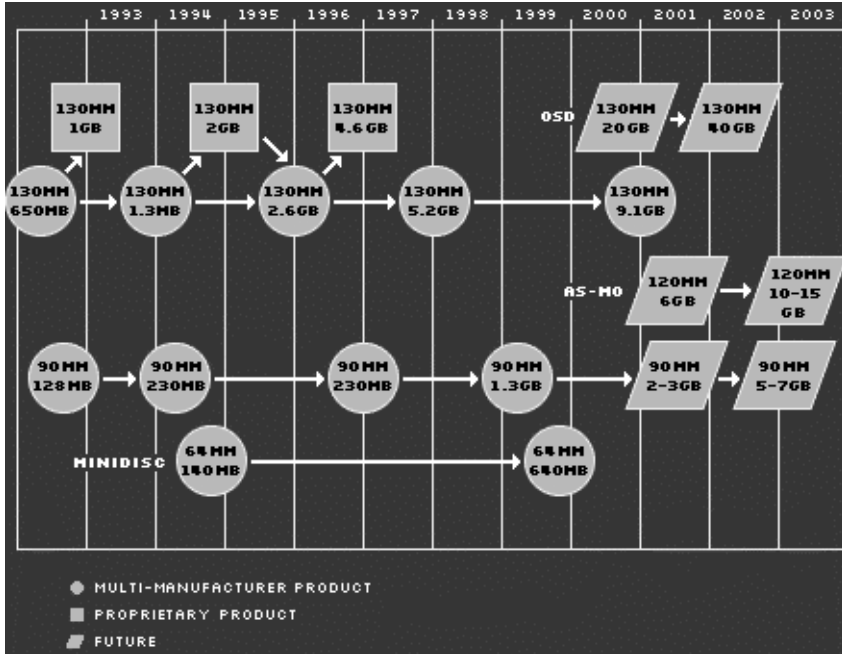 1993 1994 1995 1996 1997 1998 1999 2000 2001 2002 2003
130MM
1GB
130MM
2GB
130MM
4.6GB
OSD
130MM
20GB
130MM
40GB
130MM
650MB
130MM
1.3MB
130MM
2.6GB
130MM
5.2GB
130MM
9.1GB
AS-MO
120MM
6GB
120MM
10-15
GB
90MM
128MB
90MM
230MB
90MM
230MB
90MM
1.3GB
90MM
2-3GB
90MM
5-7GB
MINIDISC
64MM
140MB
64MM
640MB
MULTI-MANUFACTURER PRODUCT
PROPRIETARY PRODUCT
FUTURE